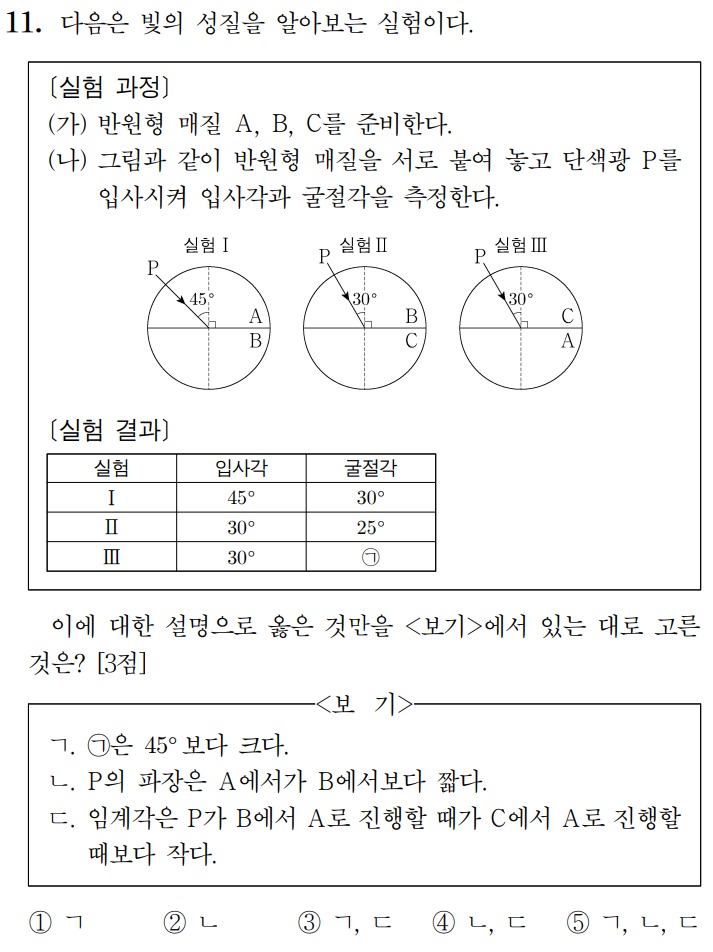 11. 다음은 빛의 성질을 알아보는 실험이다.
〔실험 과정〕
(가) 반원형 매질 A, B, C를 준비한다.
(나) 그림과 같이 반원형 매질을 서로 붙여 놓고 단색광 P를
입사시켜 입사각과 굴절각을 측정한다.
실험 Ⅰ 실험Ⅱ 실험Ⅲ
P P P
45° 30° 30°
A B C
B C A
〔실험 결과〕
실험 입사각 굴절각
Ⅰ 45° 30°
Ⅱ 30° 25°
Ⅲ 30° ㉠
이에 대한 설명으로 옳은 것만을 <보기>에서 있는 대로 고른
것은? [3점]
<보 기>
ㄱ. ㉠은 45°보다 크다.
ㄴ. P의 파장은 A에서가 B에서보다 짧다.
ㄷ. 임계각은 P가 B에서 A로 진행할 때가 C에서 A로 진행할
때보다 작다.
① ㄱ ② ㄴ ③ ㄱ, ㄷ ④ ㄴ, ㄷ ⑤ ㄱ, ㄴ, ㄷ